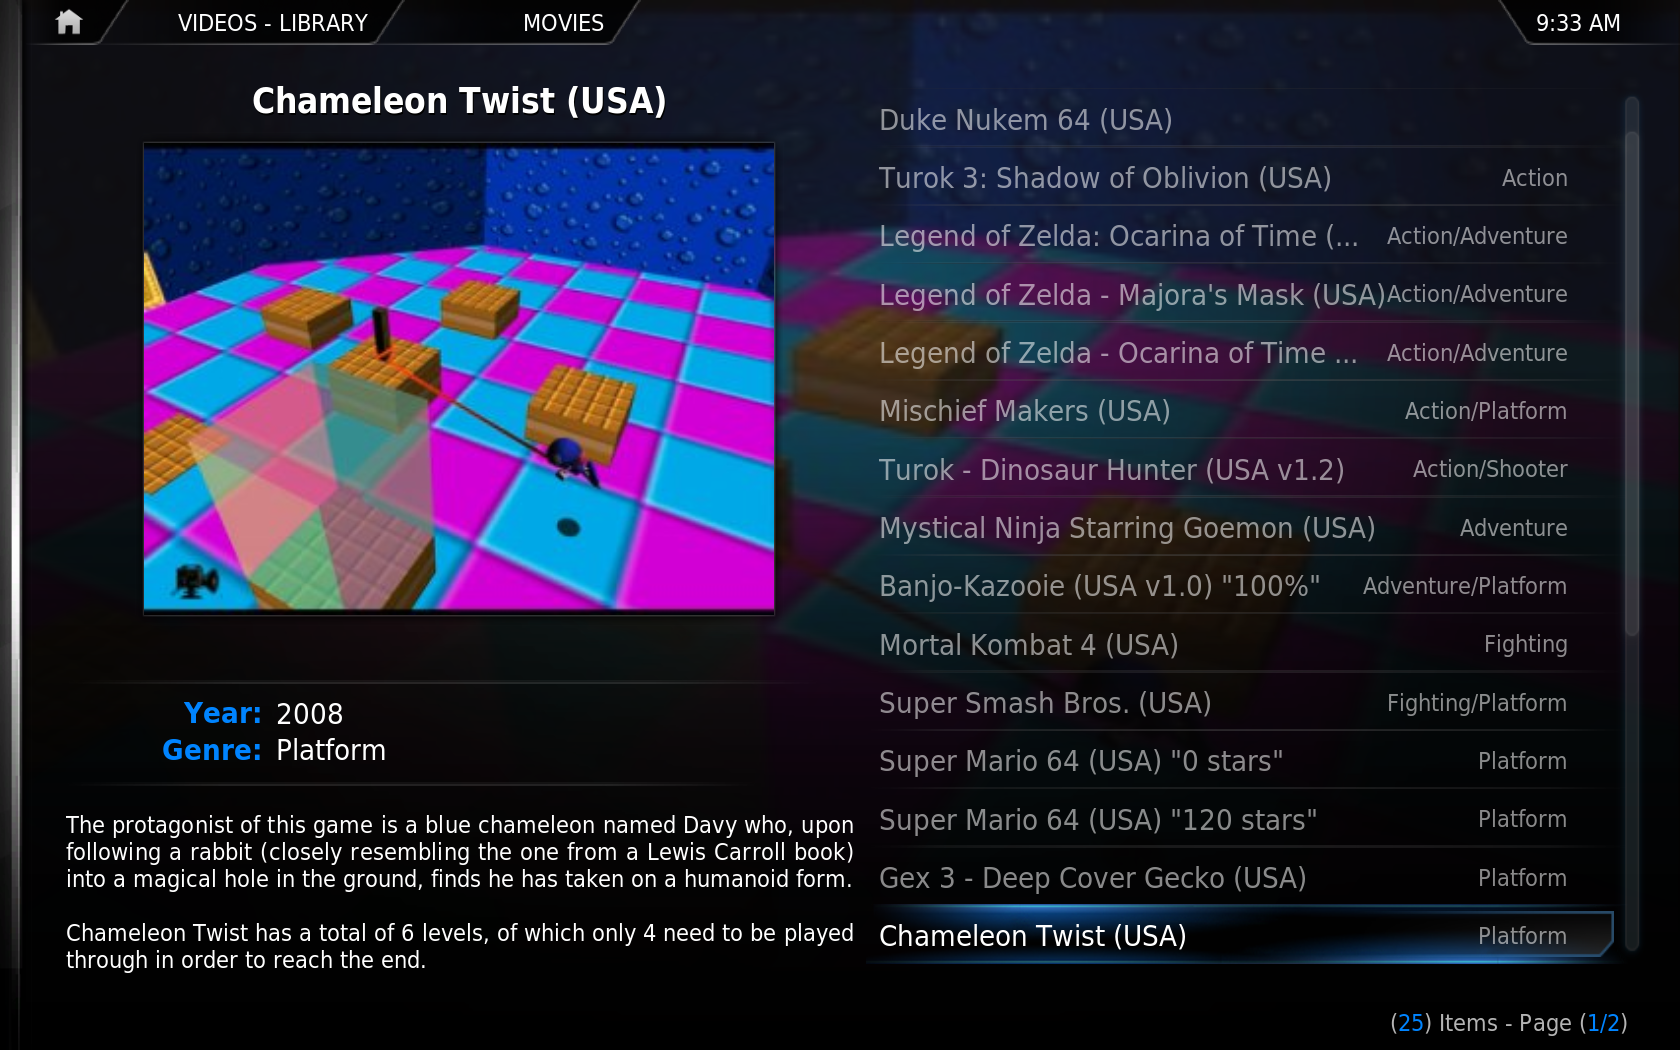 VIDEOS - LIBRARY
MOVIES
9:33 AM
Chameleon Twist (USA)
Year: 2008
Genre: Platform
The protagonist of this game is a blue chameleon named Davy who, upon
following a rabbit (closely resembling the one from a Lewis Carroll book)
into a magical hole in the ground, finds he has taken on a humanoid form.
Chameleon Twist has a total of 6 levels, of which only 4 need to be played
through in order to reach the end.
Duke Nukem 64 (USA)
Turok 3: Shadow of Oblivion (USA) Action
Legend of Zelda: Ocarina of Time (... Action/Adventure
Legend of Zelda - Majora's Mask (USA) Action/Adventure
Legend of Zelda - Ocarina of Time ... Action/Adventure
Mischief Makers (USA) Action/Platform
Turok - Dinosaur Hunter (USA v1.2) Action/Shooter
Mystical Ninja Starring Goemon (USA) Adventure
Banjo-Kazooie (USA v1.0) "100%" Adventure/Platform
Mortal Kombat 4 (USA) Fighting
Super Smash Bros. (USA) Fighting/Platform
Super Mario 64 (USA) "0 stars" Platform
Super Mario 64 (USA) "120 stars" Platform
Gex 3 - Deep Cover Gecko (USA) Platform
Chameleon Twist (USA) Platform
(25) Items - Page (1/2)